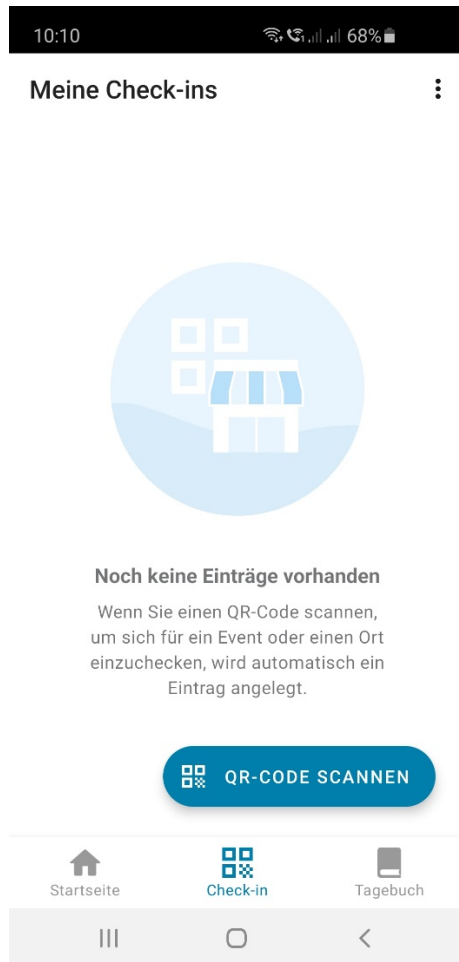 10:10
68%
Meine Check-ins
Noch keine Einträge vorhanden
Wenn Sie einen QR-Code scannen,
um sich für ein Event oder einen Ort
einzuchecken, wird automatisch ein
Eintrag angelegt.
QR-CODE SCANNEN
Startseite
Check-in
Tagebuch